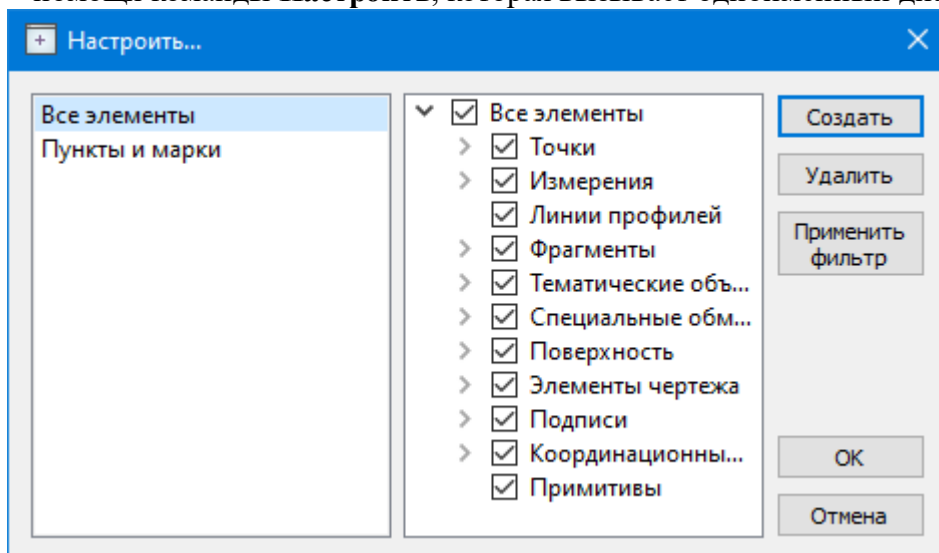 Настроить...
Все элементы
Пункты и марки
Все элементы
Точки
Измерения
Линии профилей
Фрагменты
Тематические объ...
Специальные обм...
Поверхность
Элементы чертежа
Подписи
Координационны...
Примитивы
Создать
Удалить
Применить
фильтр
ОК
Отмена